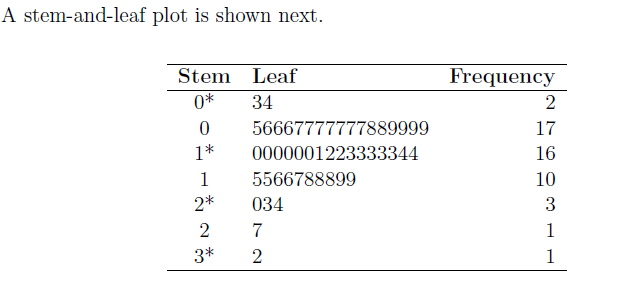 A stem-and-leaf plot is shown next.
Stem Leaf Frequency
0* 34 2
0 56667777777889999 17
1* 0000001223333344 16
1 5566788899 10
2* 034 3
2 7 1
3* 2 1